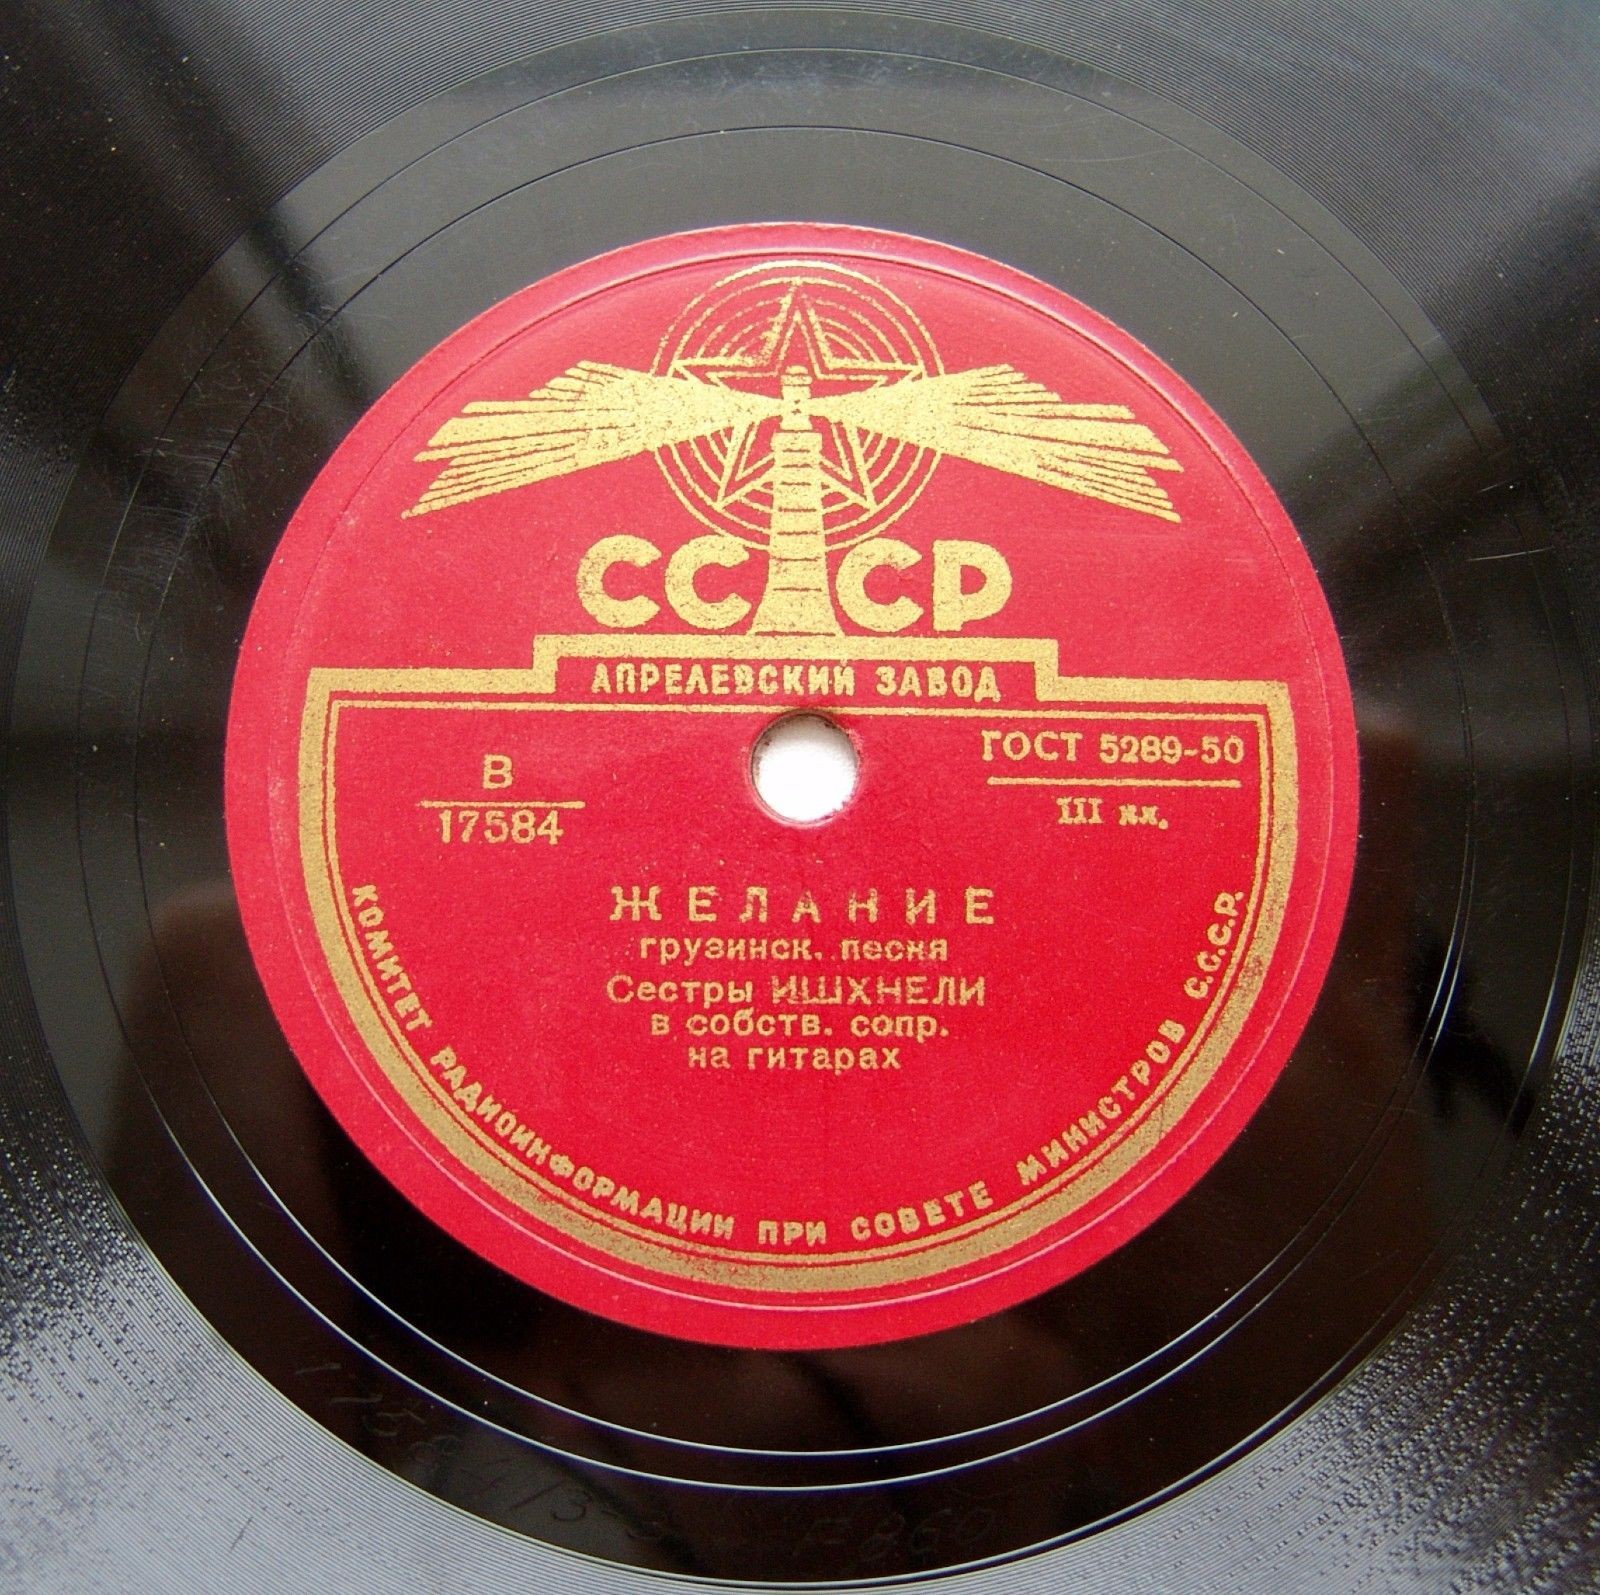 СССР
АПРЕЛЕВСКИЙ ЗАВОД
ГОСТ 5289-50
В
17584
III кл.
ЖЕЛАНИЕ
грузинск. песня
Сестры ИШХНЕЛИ
в собств. сопр.
на гитарах
КОМИТЕТ РАДИОИНФОРМАЦИИ ПРИ СОВЕТЕ МИНИСТРОВ С.С.С.Р.